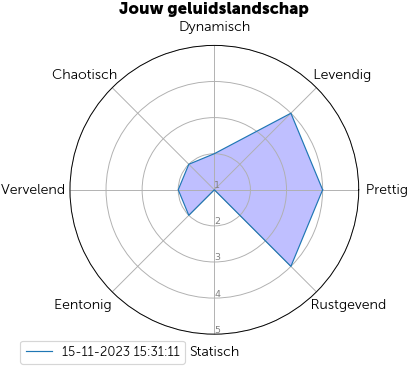 Jouw geluidslandschap
Dynamisch
Chaotisch
Levendig
Vervelend
1
Prettig
2
3
4
Eentonig
Rustgevend
5
15-11-2023 15:31:11
Statisch